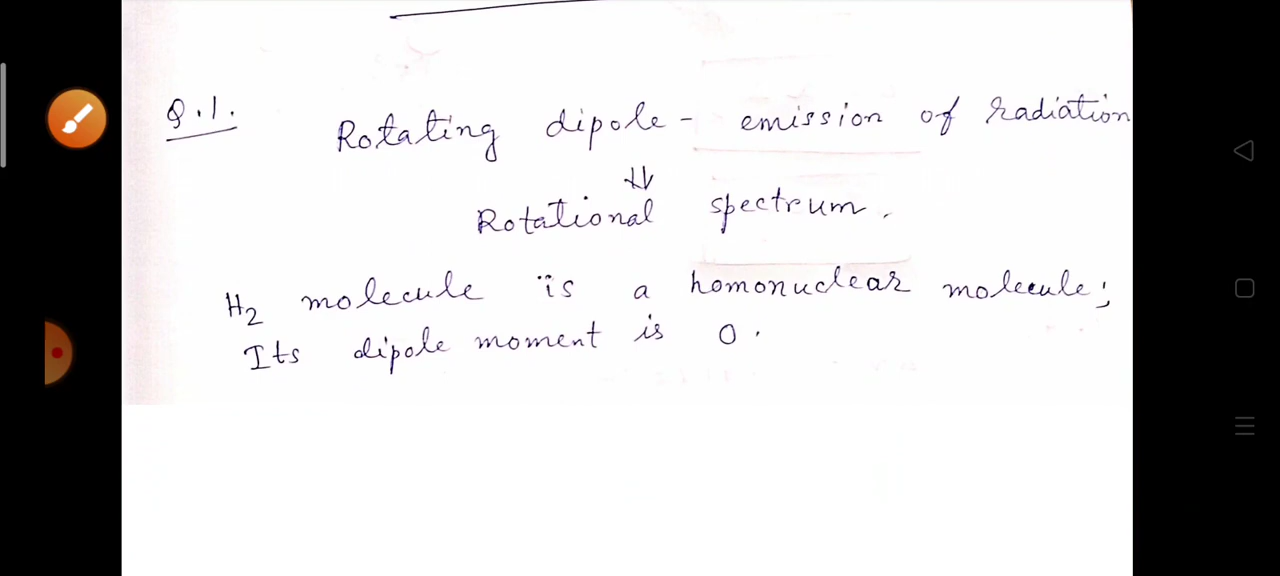 Q.1.
Rotating dipole - emission of radiation
⇓
Rotational spectrum.
H2 molecule is a homonuclear molecule;
Its dipole moment is 0.